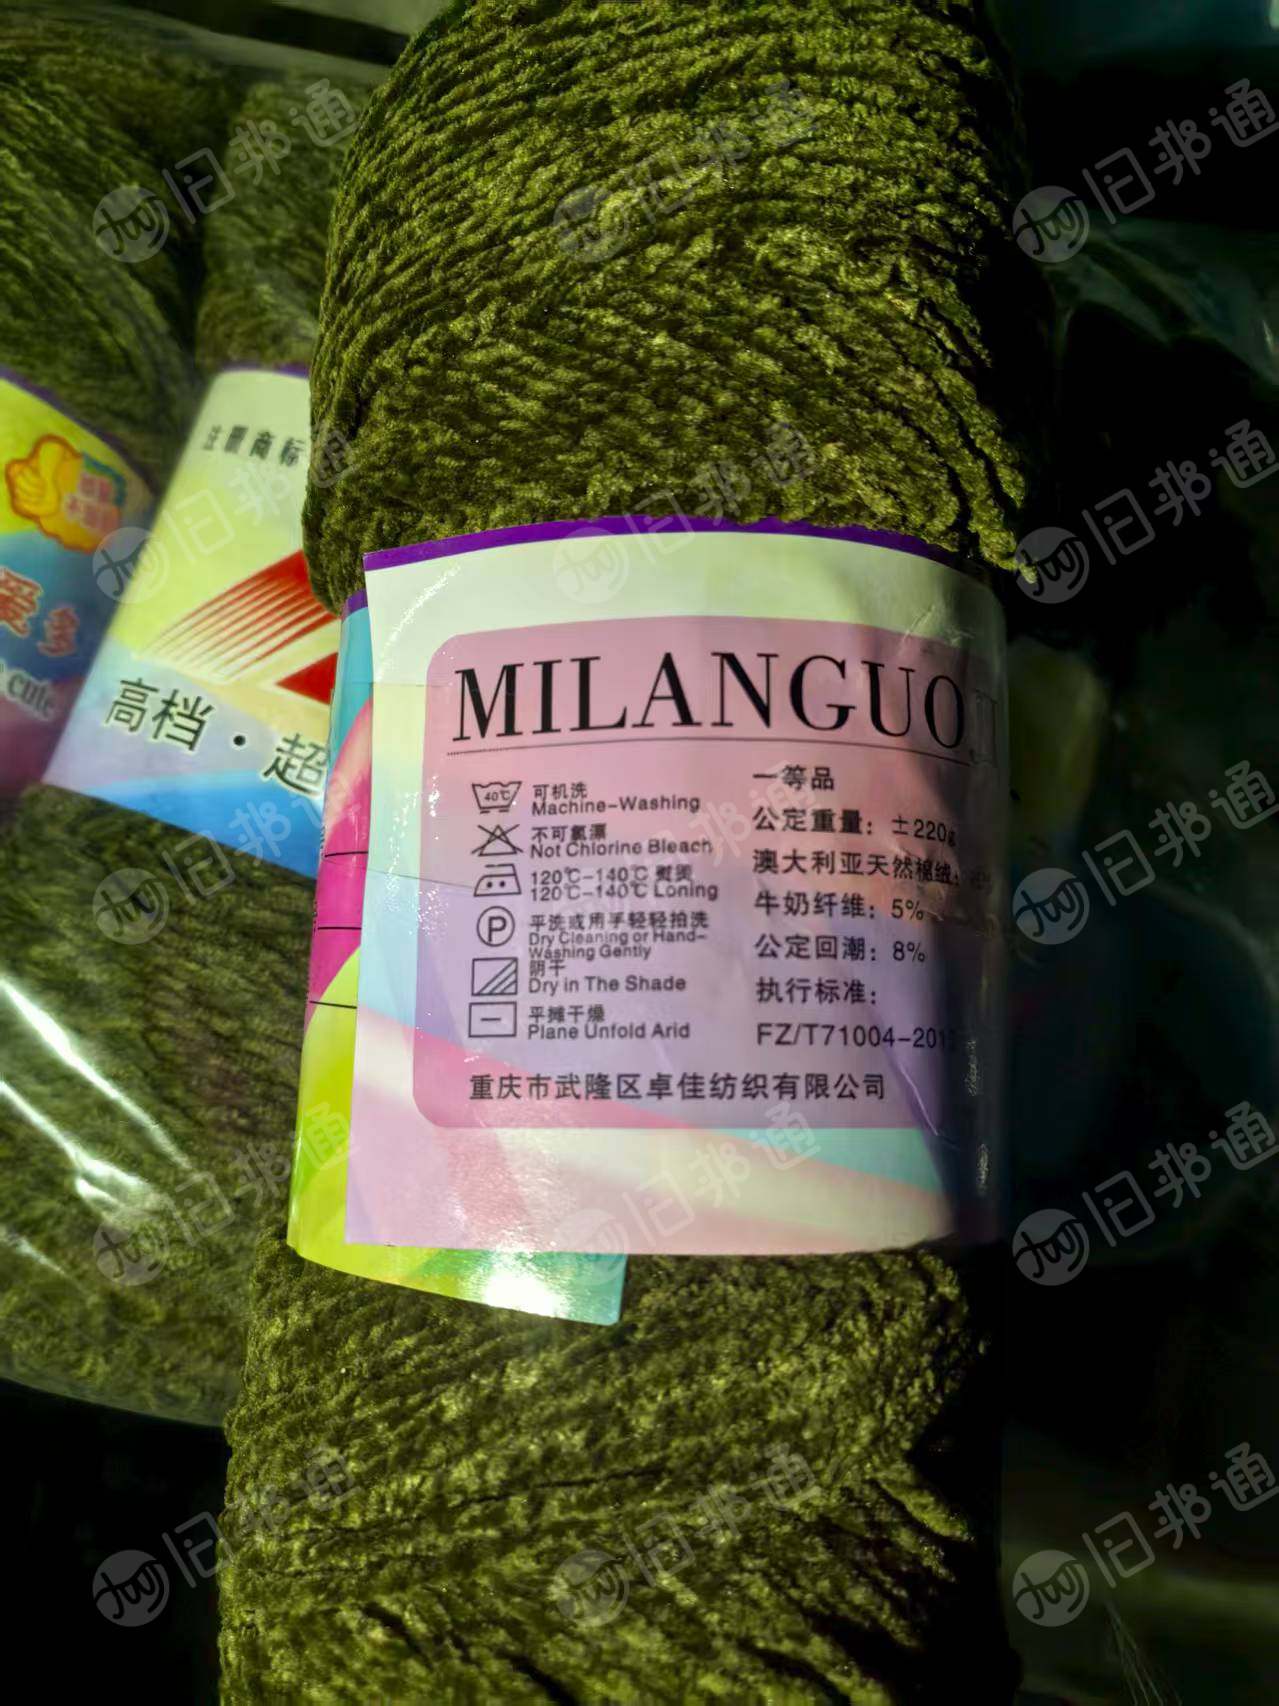 注册商标
爱多
cute
高档·超
MILANGUOJI
40℃
可机洗
Machine-Washing
不可氯漂
Not Chlorine Bleach
120℃-140℃ 熨烫
120℃-140℃ Loning
P
平洗或用手轻轻拍洗
Dry Cleaning or Hand-
Washing Gently
阴干
Dry in The Shade
平摊干燥
Plane Unfold Arid
一等品
公定重量：±220g
澳大利亚天然棉绒：
牛奶纤维：5%
公定回潮：8%
执行标准：
FZ/T71004-201
重庆市武隆区卓佳纺织有限公司
旧邦通